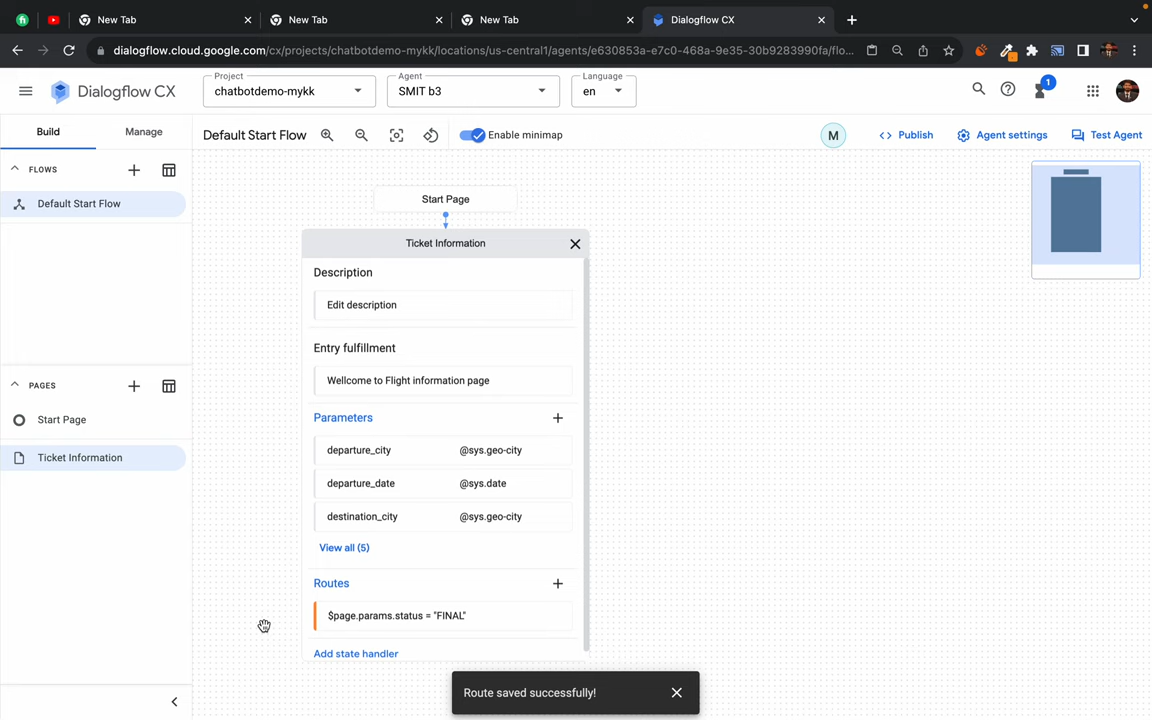 New Tab
New Tab
New Tab
Dialogflow CX
dialogflow.cloud.google.com/cx/projects/chatbotdemo-mykk/locations/us-central1/agents/e630853a-e7c0-468a-9e35-30b9283990fa/flo...
Dialogflow CX
Project
chatbotdemo-mykk
Agent
SMIT b3
Language
en
1
Build
Manage
Default Start Flow
Enable minimap
M
Publish
Agent settings
Test Agent
FLOWS
Default Start Flow
PAGES
Start Page
Ticket Information
Start Page
Ticket Information
Description
Edit description
Entry fulfillment
Wellcome to Flight information page
Parameters
departure_city @sys.geo-city
departure_date @sys.date
destination_city @sys.geo-city
View all (5)
Routes
$page.params.status = "FINAL"
Add state handler
Route saved successfully!